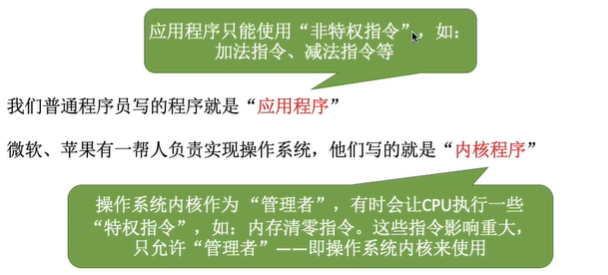 应用程序只能使用“非特权指令”，如：
加法指令、减法指令等
我们普通程序员写的程序就是“应用程序”
微软、苹果有一帮人负责实现操作系统，他们写的就是“内核程序”
操作系统内核作为 “管理者”，有时会让CPU执行一些
“特权指令”，如：内存清零指令。这些指令影响重大，
只允许“管理者”——即操作系统内核来使用